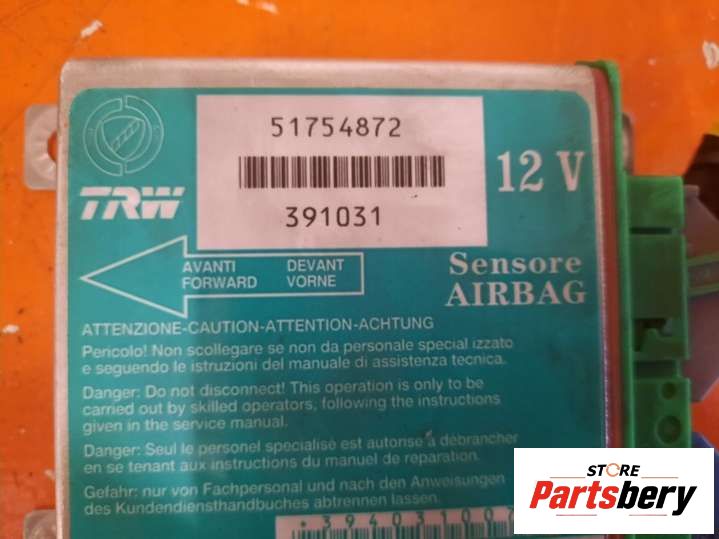 51754872
TRW
12 V
391031
AVANTI DEVANT
FORWARD VORNE
Sensore
AIRBAG
ATTENZIONE-CAUTION-ATTENTION-ACHTUNG
Pericolo! Non scollegare se non da personale special izzato
e seguendo le istruzioni del manuale di assistenza tecnica.
Danger: Do not disconnect! This operation is only to be
carried out by skilled operators, following the instructions
given in the service manual.
Danger: Seul le personel specialisé est autorisé a débrancher
en se tenant aux instructions du manuel de reparation.
Gefahr: nur von Fachpersonal und nach den Anweisungen
des Kundendiensthandbuches abtrennen lassen.
STORE
Partsbery